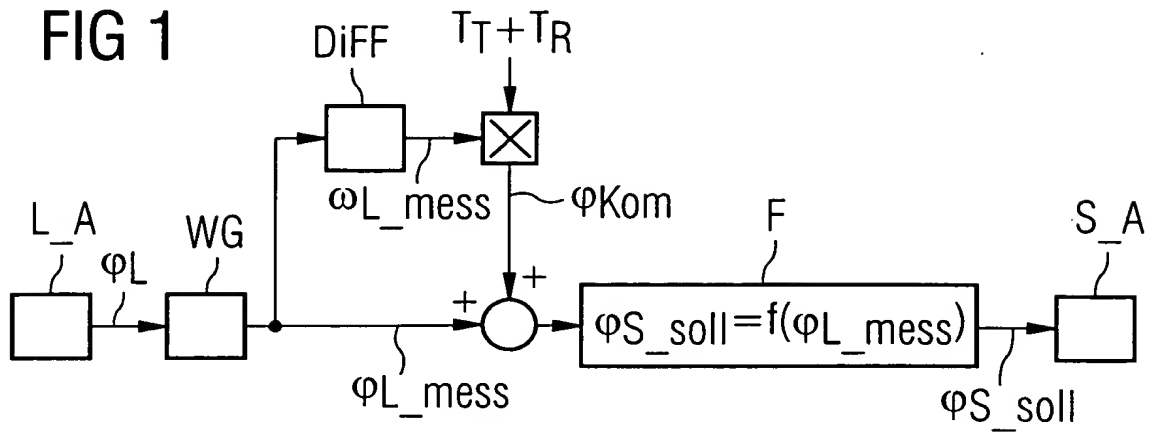 FIG 1
DiFF
TT+TR
ωL_mess
φKom
L_A
φL
WG
+
+
φL_mess
F
φS_soll=f(φL_mess)
S_A
φS_soll